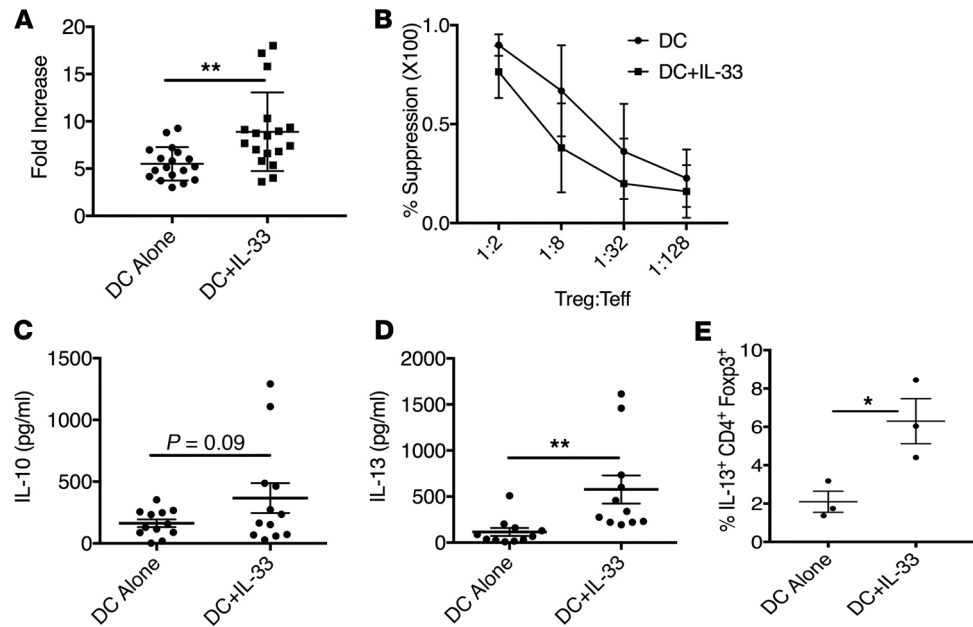 A
Fold Increase
20
15
10
5
0
**
DC Alone
DC+IL-33
B
% Suppression (X100)
1.0
0.5
0.0
DC
DC+IL-33
1:2
1:8
1:32
1:128
Treg:Teff
C
IL-10 (pg/ml)
1500
1000
500
0
P = 0.09
DC Alone
DC+IL-33
D
IL-13 (pg/ml)
2000
1500
1000
500
0
**
DC Alone
DC+IL-33
E
% IL-13⁺ CD4⁺ Foxp3⁺
10
8
6
4
2
0
*
DC Alone
DC+IL-33